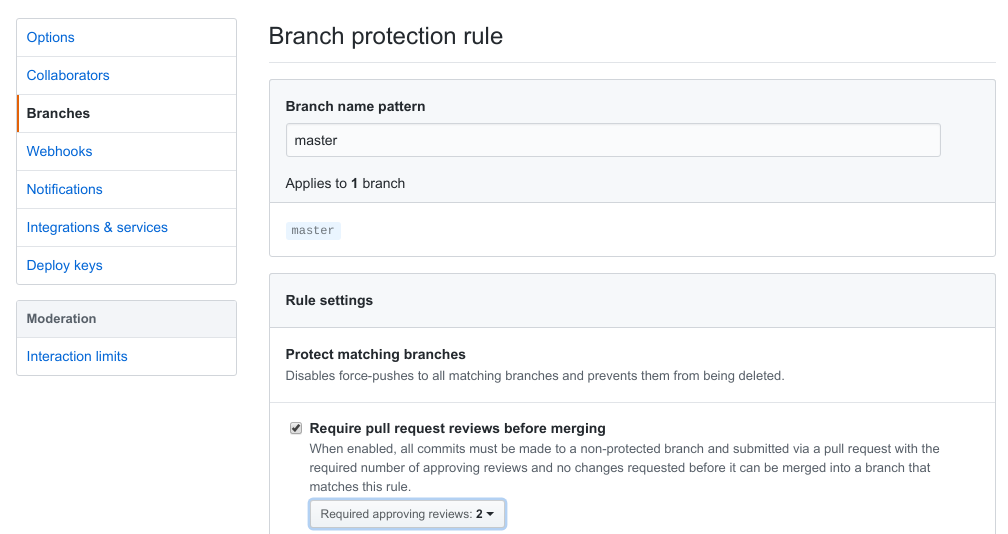 Options
Collaborators
Branches
Webhooks
Notifications
Integrations & services
Deploy keys
Moderation
Interaction limits
Branch protection rule
Branch name pattern
master
Applies to 1 branch
master
Rule settings
Protect matching branches
Disables force-pushes to all matching branches and prevents them from being deleted.
Require pull request reviews before merging
When enabled, all commits must be made to a non-protected branch and submitted via a pull request with the
required number of approving reviews and no changes requested before it can be merged into a branch that
matches this rule.
Required approving reviews: 2